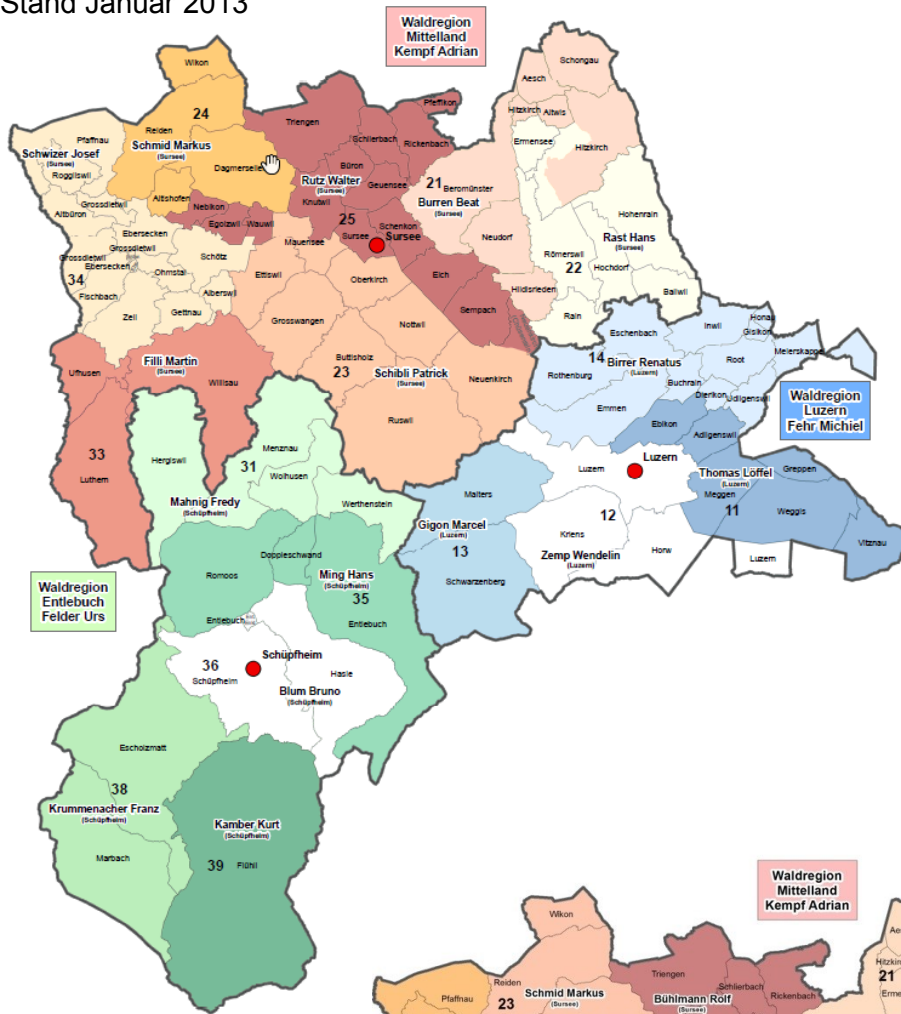 Stand Januar 2013
Waldregion
Mittelland
Kempf Adrian
Wikon
24
Reiden
Schmid Markus
(Sursee)
Dagmerseller
Altishofen
Pfaffnau
Schwizer Josef
(Sursee)
Roggliswil
Grossdietwil
Altbüron
Ebersecken
Grossdietwil
Grossdietwil
Ebersecken
34
Fischbach
Ohmstal
Schötz
Alberswil
Gettnau
Zell
Triengen
Pfeffikon
Schlierbach
Rickenbach
Büron
Rutz Walter
(Sursee)
Geuensee
Knutwil
25
Schenkon
Sursee
Sursee
Nebikon
Egolzwil
Wauwil
Eich
Sempach
Schongau
Aesch
Hitzkirch
Altwis
Ermensee
Hitzkirch
21
Beromünster
Burren Beat
(Sursee)
Neudorf
Hildisrieden
Hohenrain
Rast Hans
(Sursee)
Römerswil
22
Hochdorf
Ballwil
Rain
Mauensee
Ettiswil
Oberkirch
Grosswangen
Nottwil
Buttisholz
23
Schibli Patrick
(Sursee)
Neuenkirch
Ruswil
Filli Martin
(Sursee)
Ufhusen
Willisau
33
Luthern
Eschenbach
Inwil
Honau
Gisikon
14
Birrer Renatus
(Luzern)
Root
Meierskappel
Rothenburg
Buchrain
Dierikon
Udligenswil
Emmen
Ebikon
Adligenswil
Waldregion
Luzern
Fehr Michiel
Luzern
Luzern
Thomas Löffel
(Luzern)
Greppen
Meggen
11
Weggis
Vitznau
12
Kriens
Zemp Wendelin
(Luzern)
Horw
Luzern
Malters
Gigon Marcel
(Luzern)
13
Schwarzenberg
Hergiswil
31
Menznau
Wolhusen
Mahnig Fredy
(Schüpfheim)
Werthenstein
Waldregion
Entlebuch
Felder Urs
Doppleschwand
Romoos
Ming Hans
(Schüpfheim)
35
Entlebuch
Entlebuch
Schüpfheim
36
Schüpfheim
Hasle
Blum Bruno
(Schüpfheim)
Escholzmatt
38
Krummenacher Franz
(Schüpfheim)
Marbach
Kamber Kurt
(Schüpfheim)
39
Flühli
Waldregion
Mittelland
Kempf Adrian
Wikon
Reiden
Pfaffnau
23
Schmid Markus
(Sursee)
Triengen
Bühlmann Rolf
(Sursee)
Schlierbach
Rickenbach
21